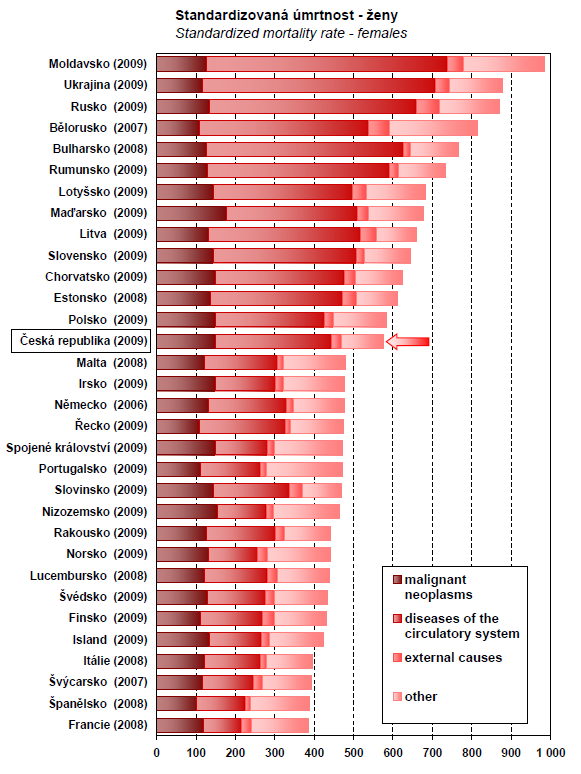 Standardizovaná úmrtnost - ženy
Standardized mortality rate - females
Moldavsko (2009)
Ukrajina (2009)
Rusko (2009)
Bělorusko (2007)
Bulharsko (2008)
Rumunsko (2009)
Lotyšsko (2009)
Maďarsko (2009)
Litva (2009)
Slovensko (2009)
Chorvatsko (2009)
Estonsko (2008)
Polsko (2009)
Česká republika (2009)
Malta (2008)
Irsko (2009)
Německo (2006)
Řecko (2009)
Spojené království (2009)
Portugalsko (2009)
Slovinsko (2009)
Nizozemsko (2009)
Rakousko (2009)
Norsko (2009)
Lucembursko (2008)
Švédsko (2009)
Finsko (2009)
Island (2009)
Itálie (2008)
Švýcarsko (2007)
Španělsko (2008)
Francie (2008)
malignant
neoplasms
diseases of the
circulatory system
external causes
other
0 100 200 300 400 500 600 700 800 900 1 000